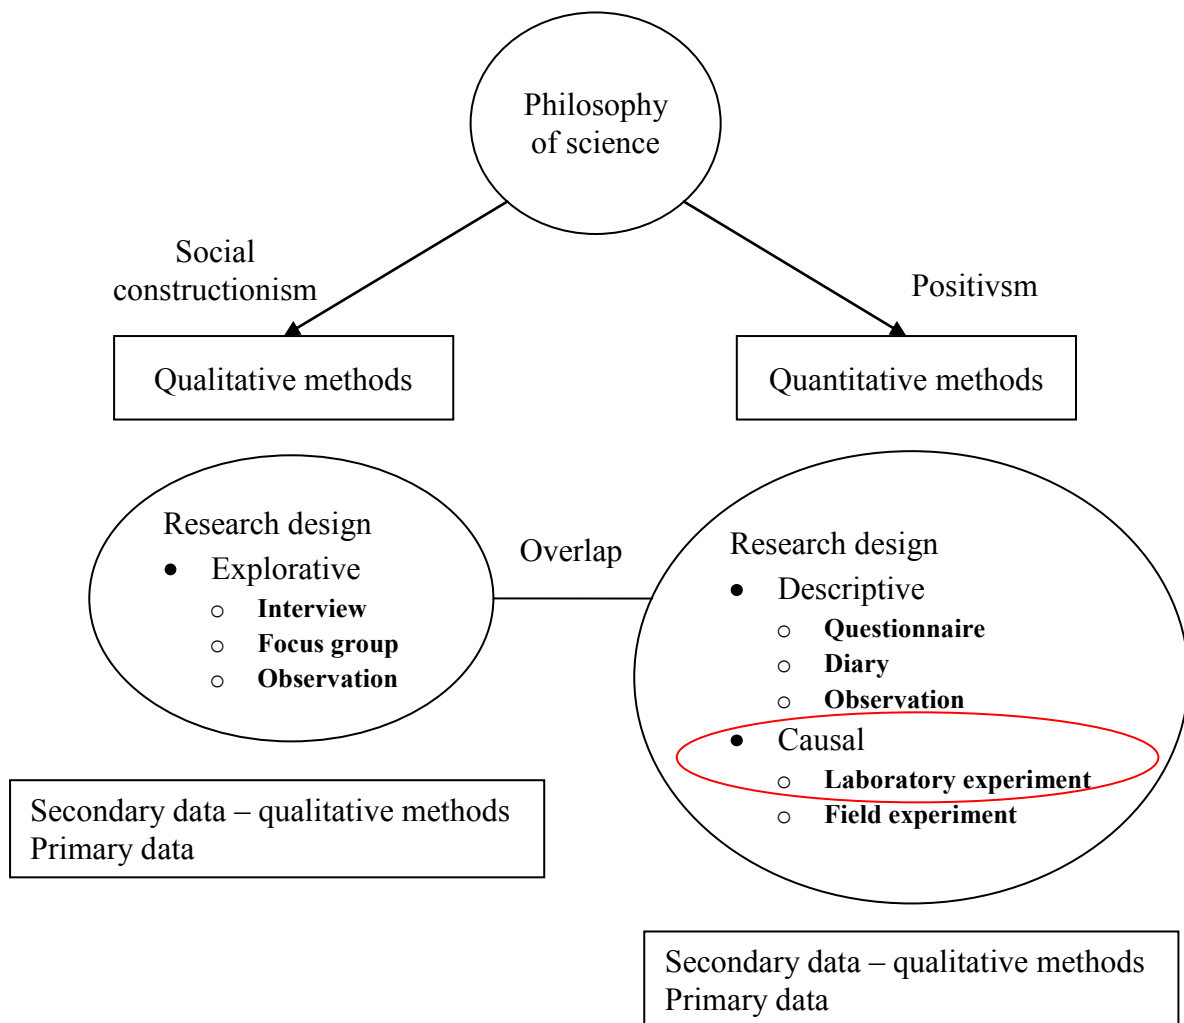 Philosophy
of science
Social
constructionism
Positivsm
Qualitative methods
Quantitative methods
Research design
• Explorative
o Interview
o Focus group
o Observation
Overlap
Research design
• Descriptive
o Questionnaire
o Diary
o Observation
• Causal
o Laboratory experiment
o Field experiment
Secondary data – qualitative methods
Primary data
Secondary data – qualitative methods
Primary data